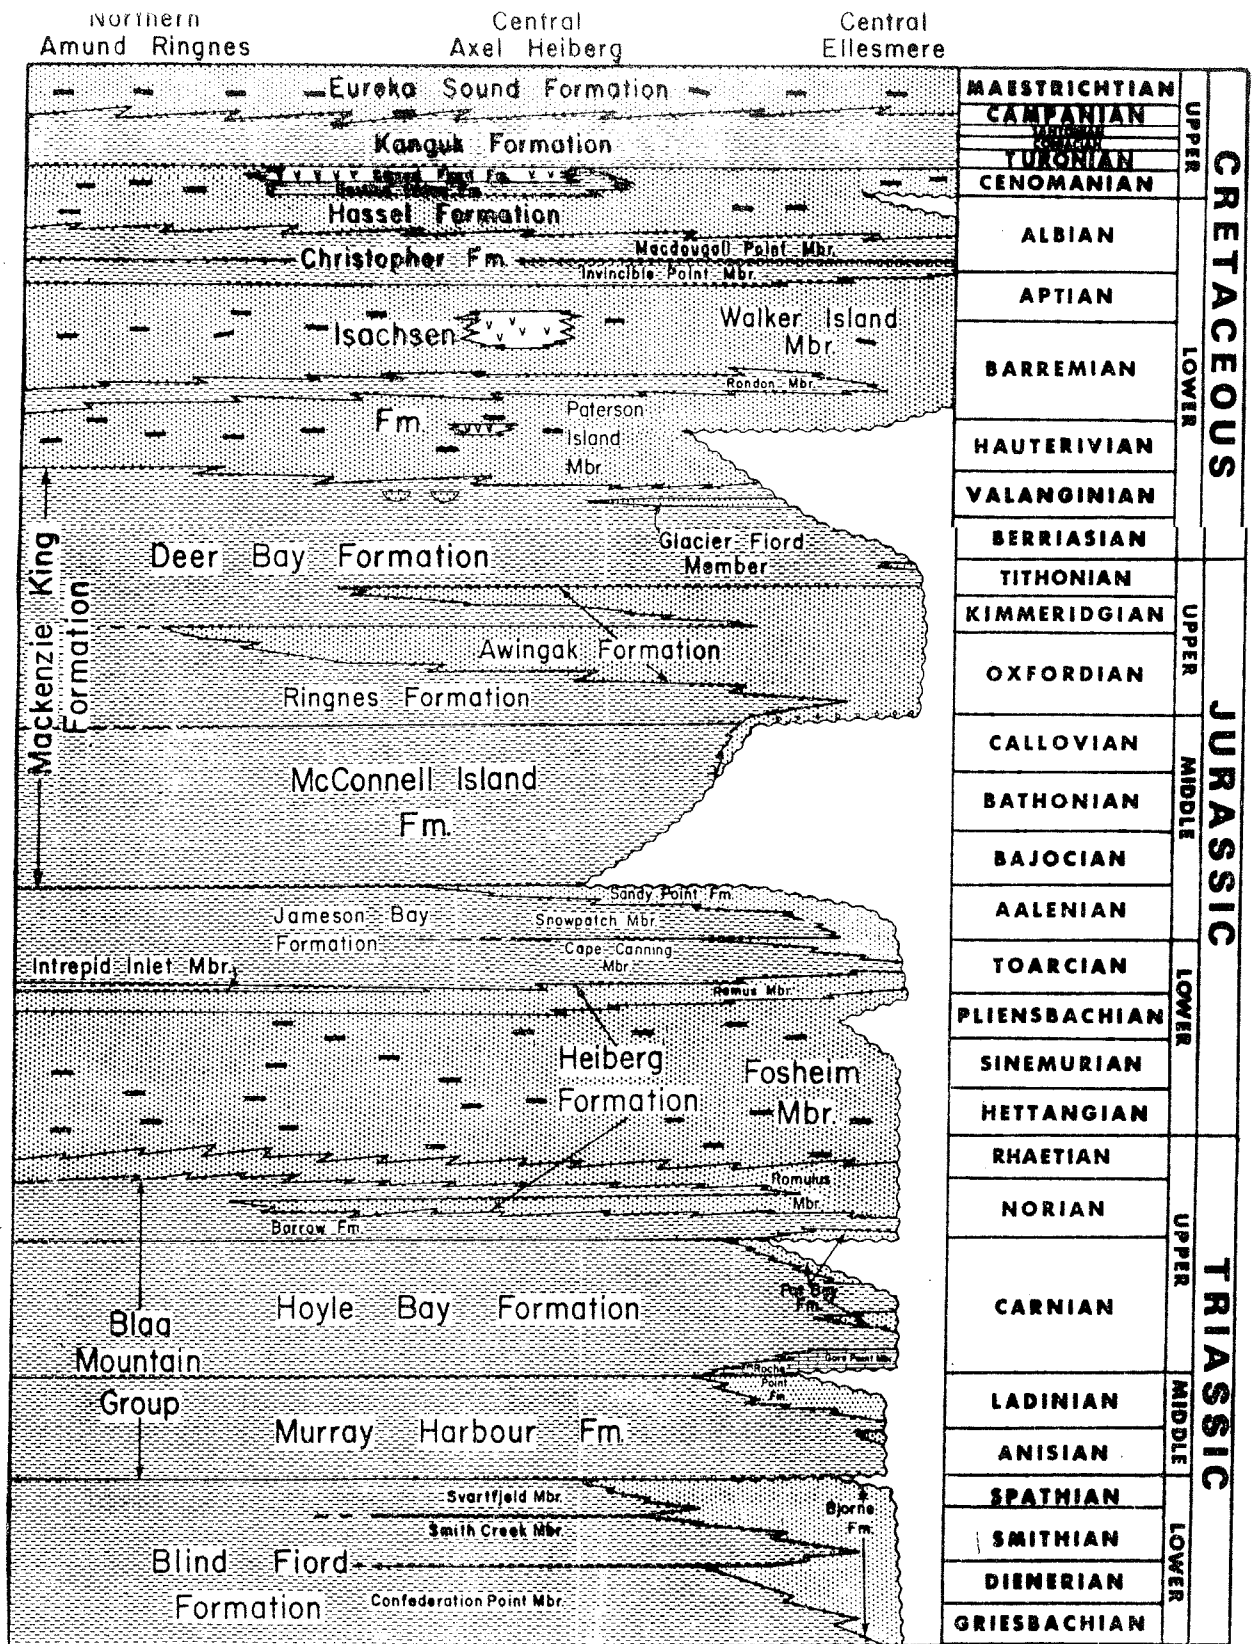 Northern
Amund Ringnes
Central
Axel Heiberg
Central
Ellesmere
Eureka Sound Formation
Kanguk Formation
Hassel Formation
Christopher Fm.
Macdougall Point Mbr.
Invincible Point Mbr.
Isachsen
Walker Island
Mbr.
Rondon Mbr.
Fm.
Paterson
Island
Mbr.
Mackenzie King
Formation
Deer Bay Formation
Glacier Fiord
Member
Awingak Formation
Ringnes Formation
McConnell Island
Fm.
Sandy Point Fm.
Jameson Bay
Formation
Snowpatch Mbr.
Cape Canning
Mbr.
Intrepid Inlet Mbr.
Remus Mbr.
Heiberg
Formation
Fosheim
Mbr.
Romulus
Mbr.
Barrow Fm.
Pat Bay
Fm.
Hoyle Bay Formation
Blaa
Mountain
Group
Gore Point Mbr.
Roche
Point
Fm.
Murray Harbour Fm.
Svartfjeld Mbr.
Smith Creek Mbr.
Bjorne
Fm.
Blind Fiord
Formation
Confederation Point Mbr.
MAESTRICHTIAN
CAMPANIAN
TURONIAN
CENOMANIAN
ALBIAN
APTIAN
BARREMIAN
HAUTERIVIAN
VALANGINIAN
BERRIASIAN
TITHONIAN
KIMMERIDGIAN
OXFORDIAN
CALLOVIAN
BATHONIAN
BAJOCIAN
AALENIAN
TOARCIAN
PLIENSBACHIAN
SINEMURIAN
HETTANGIAN
RHAETIAN
NORIAN
CARNIAN
LADINIAN
ANISIAN
SPATHIAN
SMITHIAN
DIENERIAN
GRIESBACHIAN
UPPER
LOWER
UPPER
MIDDLE
LOWER
UPPER
MIDDLE
LOWER
CRETACEOUS
JURASSIC
TRIASSIC